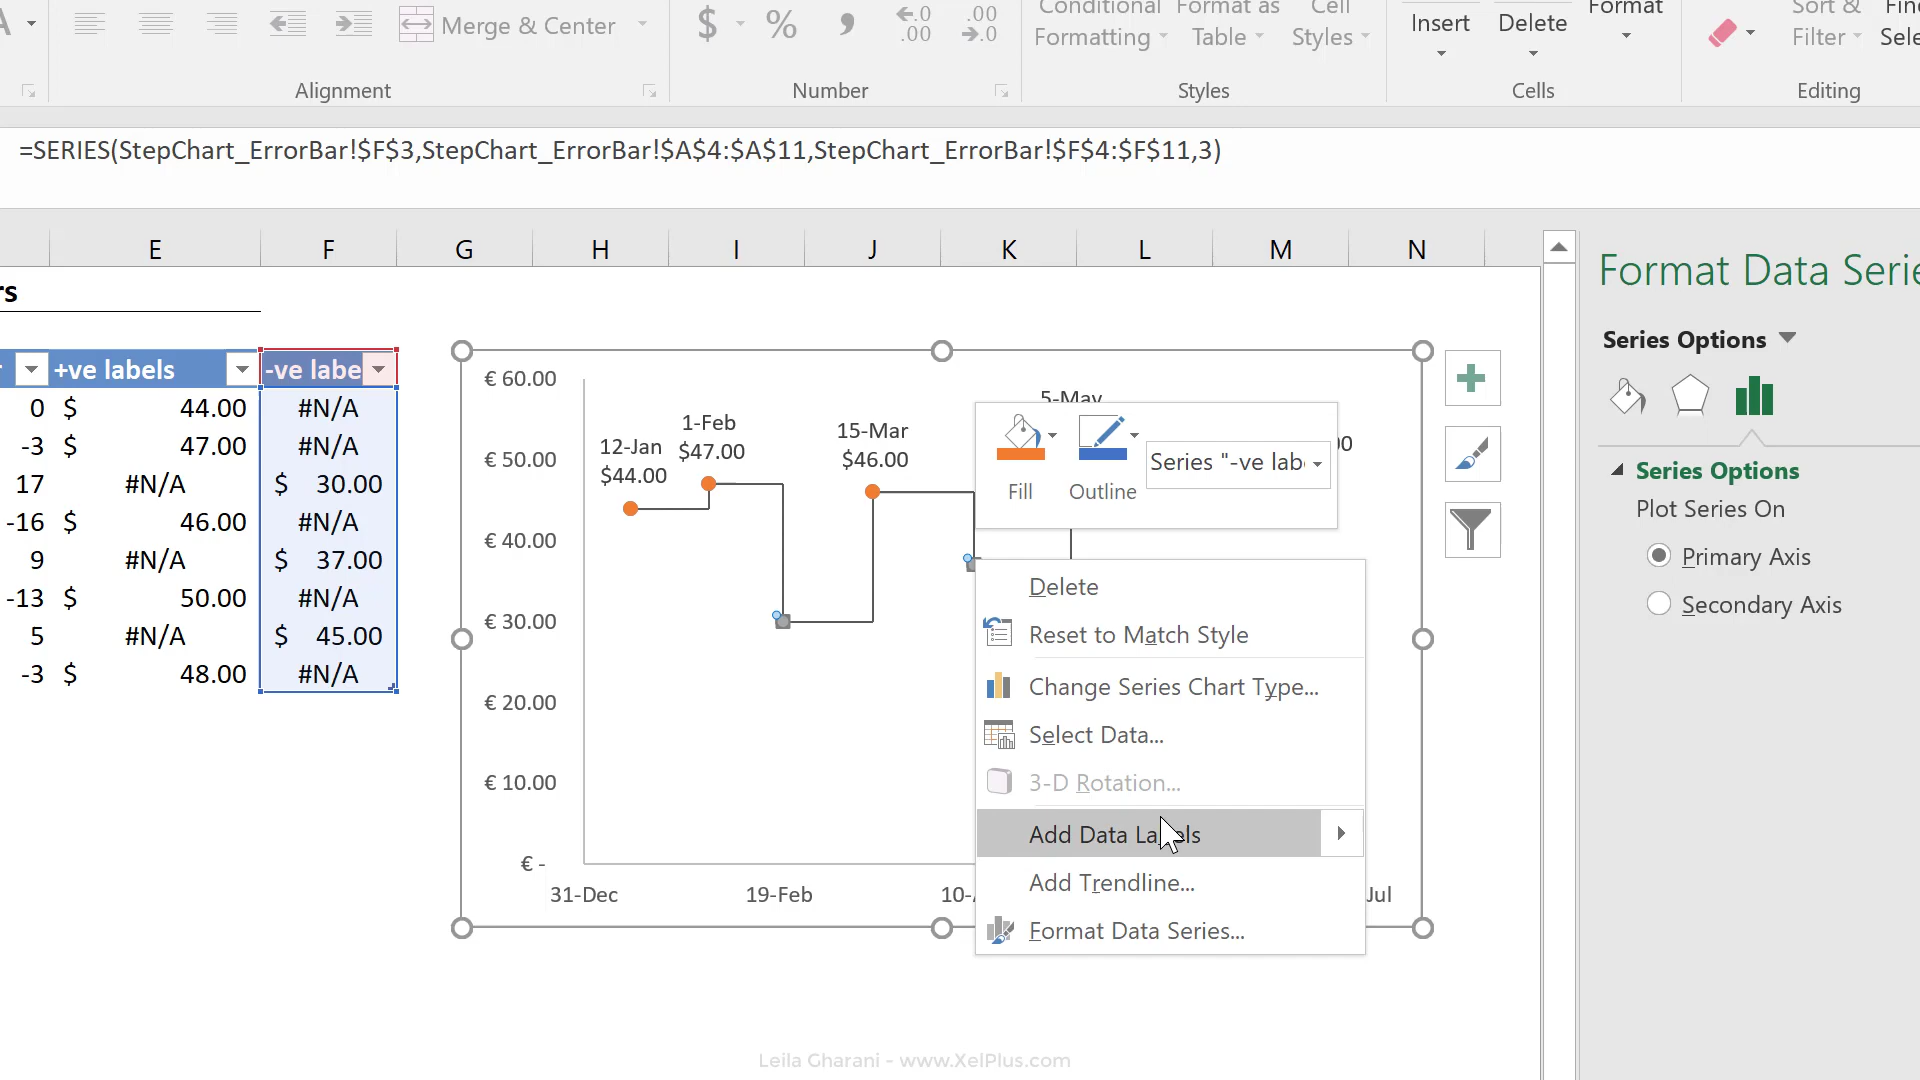 Merge & Center
$ % 9
←.0 .00
.00 →.0
Conditional
Formatting
Format as
Table
Cell
Styles
Insert
Delete
Format
Sort &
Filter
Alignment
Number
Styles
Cells
Editing
=SERIES(StepChart_ErrorBar!$F$3,StepChart_ErrorBar!$A$4:$A$11,StepChart_ErrorBar!$F$4:$F$11,3)
E F G H I J K L M N
rs
+ve labels -ve labe
0 $ 44.00 #N/A
-3 $ 47.00 #N/A
17 #N/A $ 30.00
-16 $ 46.00 #N/A
9 #N/A $ 37.00
-13 $ 50.00 #N/A
5 #N/A $ 45.00
-3 $ 48.00 #N/A
€ 60.00
€ 50.00
€ 40.00
€ 30.00
€ 20.00
€ 10.00
€ -
12-Jan
$44.00
1-Feb
$47.00
15-Mar
$46.00
5-May
31-Dec 19-Feb 10- Jul
Fill
Outline
Series "-ve lab
Delete
Reset to Match Style
Change Series Chart Type...
Select Data...
3-D Rotation...
Add Data Labels
Add Trendline...
Format Data Series...
Format Data Serie
Series Options
Series Options
Plot Series On
Primary Axis
Secondary Axis
Leila Gharani - www.XelPlus.com